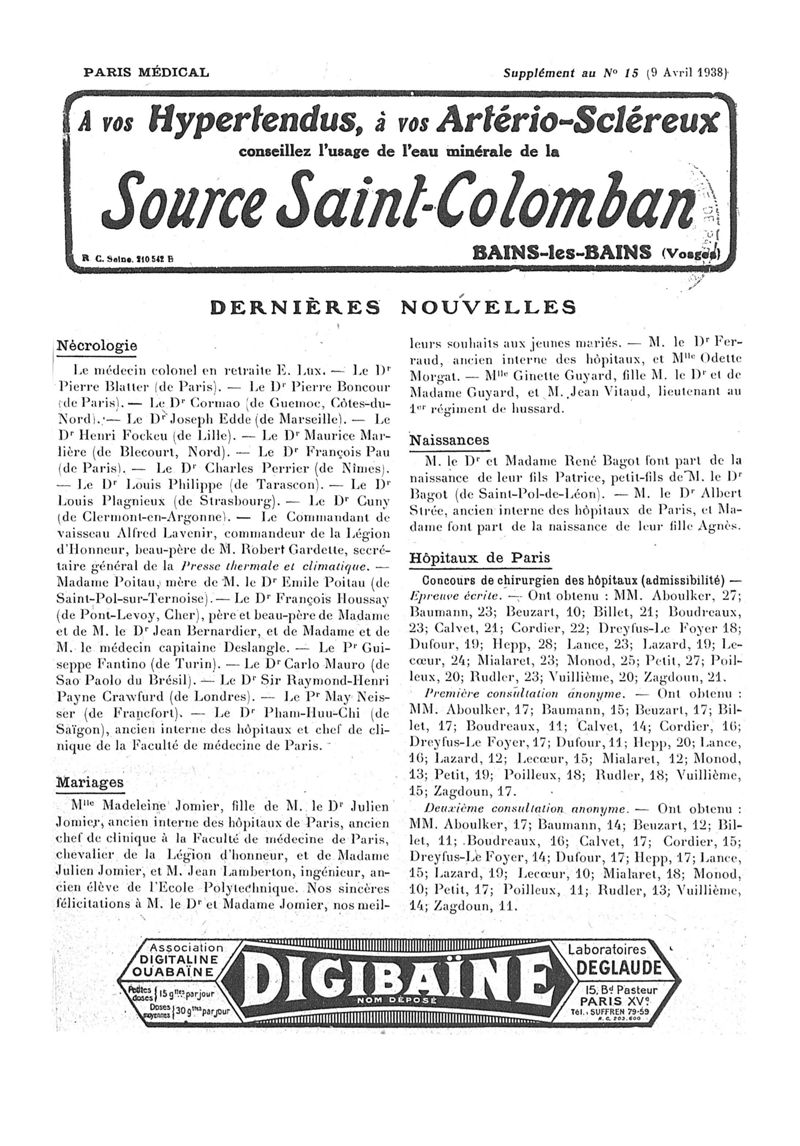 PARIS MÉDICAL
Supplément au Nº 15 (9 Avril 1938)
A vos Hypertendus, à vos Artério-Scléreux
conseillez l'usage de l'eau minérale de la
Source Saint-Colomban
R C. Seine. 210 542 B
BAINS-les-BAINS (Vosges)
DERNIÈRES NOUVELLES
Nécrologie
Le médecin colonel en retraite E. Lux. — Le Dr
Pierre Blatter (de Paris). — Le Dr Pierre Boncour
(de Paris). — Le Dr Cormao (de Guemoc, Côtes-du-
Nord). — Le Dr Joseph Edde (de Marseille). — Le
Dr Henri Fockeu (de Lille). — Le Dr Maurice Mar-
lière (de Blecourt, Nord). — Le Dr François Pau
(de Paris). — Le Dr Charles Perrier (de Nîmes).
— Le Dr Louis Philippe (de Tarascon). — Le Dr
Louis Plagnieux (de Strasbourg). — Le Dr Cuny
(de Clermont-en-Argonne). — Le Commandant de
vaisseau Alfred Lavenir, commandeur de la Légion
d'Honneur, beau-père de M. Robert Gardette, secré-
taire général de la Presse thermale et climatique. —
Madame Poitau, mère de M. le Dr Emile Poitau (de
Saint-Pol-sur-Ternoise). — Le Dr François Houssay
(de Pont-Levoy, Cher), père et beau-père de Madame
et de M. le Dr Jean Bernardier, et de Madame et de
M. le médecin capitaine Deslangle. — Le Pr Gui-
seppe Fantino (de Turin). — Le Dr Carlo Mauro (de
Sao Paolo du Brésil). — Le Dr Sir Raymond-Henri
Payne Crawfurd (de Londres). — Le Pr May Neis-
ser (de Francfort). — Le Dr Pham-Huu-Chi (de
Saïgon), ancien interne des hôpitaux et chef de cli-
nique de la Faculté de médecine de Paris.
Mariages
Mlle Madeleine Jomier, fille de M. le Dr Julien
Jomier, ancien interne des hôpitaux de Paris, ancien
chef de clinique à la Faculté de médecine de Paris,
chevalier de la Légion d'honneur, et de Madame
Julien Jomier, et M. Jean Lamberton, ingénieur, an-
cien élève de l'Ecole Polytechnique. Nos sincères
félicitations à M. le Dr et Madame Jomier, nos meil-
leurs souhaits aux jeunes mariés. — M. le Dr Fer-
raud, ancien interne des hôpitaux, et Mlle Odette
Morgat. — Mlle Ginette Guyard, fille M. le Dr et de
Madame Guyard, et M. Jean Vitaud, lieutenant au
1er régiment de hussard.
Naissances
M. le Dr et Madame René Bagot font part de la
naissance de leur fils Patrice, petit-fils de M. le Dr
Bagot (de Saint-Pol-de-Léon). — M. le Dr Albert
Strée, ancien interne des hôpitaux de Paris, et Ma-
dame font part de la naissance de leur fille Agnès.
Hôpitaux de Paris
Concours de chirurgien des hôpitaux (admissibilité) —
Epreuve écrite. — Ont obtenu : MM. Aboulker, 27;
Baumann, 23; Beuzart, 10; Billet, 21; Boudreaux,
23; Calvet, 21; Cordier, 22; Dreyfus-Le Foyer 18;
Dufour, 19; Hepp, 28; Lance, 23; Lazard, 19; Le-
cœur, 24; Mialaret, 23; Monod, 25; Petit, 27; Poil-
leux, 20; Rudler, 23; Vuillième, 20; Zagdoun, 21.
Première consultation anonyme. — Ont obtenu :
MM. Aboulker, 17; Baumann, 15; Beuzart, 17; Bil-
let, 17; Boudreaux, 11; Calvet, 14; Cordier, 16;
Dreyfus-Le Foyer, 17; Dufour, 11; Hepp, 20; Lance,
16; Lazard, 12; Lecœur, 15; Mialaret, 12; Monod,
13; Petit, 19; Poilleux, 18; Rudler, 18; Vuillième,
15; Zagdoun, 17.
Deuxième consultation anonyme. — Ont obtenu :
MM. Aboulker, 17; Baumann, 14; Beuzart, 12; Bil-
let, 11; Boudreaux, 16; Calvet, 17; Cordier, 15;
Dreyfus-Le Foyer, 14; Dufour, 17; Hepp, 17; Lance,
15; Lazard, 19; Lecœur, 10; Mialaret, 18; Monod,
10; Petit, 17; Poilleux, 11; Rudler, 13; Vuillième,
14; Zagdoun, 11.
Association
DIGITALINE
OUABAÏNE
Petites doses 15 gttes par jour
Doses moyennes 30 gttes par jour
DIGIBAÏNE
NOM DÉPOSÉ
Laboratoires
DEGLAUDE
15, Bd Pasteur
PARIS XVe
Tél. : SUFFREN 79-59
R. C. 203.600